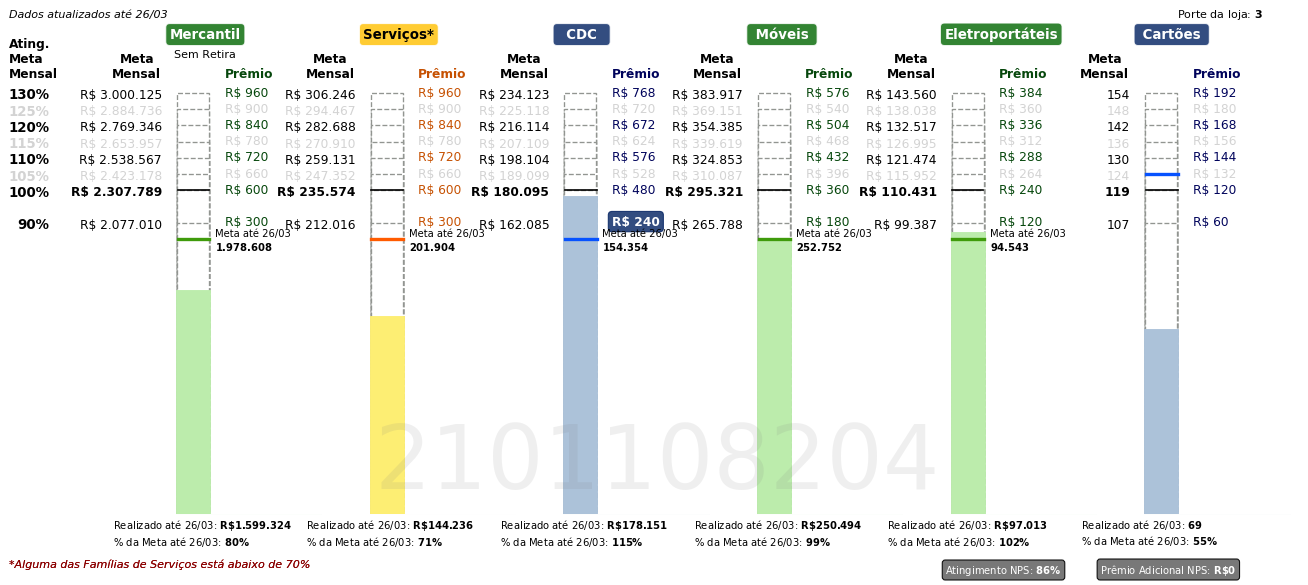 Dados atualizados até 26/03
Porte da loja: 3
Mercantil Serviços* CDC Móveis Eletroportáteis Cartões
Sem Retira
Ating. Meta Mensal
Meta Mensal Prêmio Meta Mensal Prêmio Meta Mensal Prêmio Meta Mensal Prêmio Meta Mensal Prêmio Meta Mensal Prêmio
130% R$ 3.000.125 R$ 960 R$ 306.246 R$ 960 R$ 234.123 R$ 768 R$ 383.917 R$ 576 R$ 143.560 R$ 384 154 R$ 192
125% R$ 2.884.736 R$ 900 R$ 294.467 R$ 900 R$ 225.118 R$ 720 R$ 369.151 R$ 540 R$ 138.038 R$ 360 148 R$ 180
120% R$ 2.769.346 R$ 840 R$ 282.688 R$ 840 R$ 216.114 R$ 672 R$ 354.385 R$ 504 R$ 132.517 R$ 336 142 R$ 168
115% R$ 2.653.957 R$ 780 R$ 270.910 R$ 780 R$ 207.109 R$ 624 R$ 339.619 R$ 468 R$ 126.995 R$ 312 136 R$ 156
110% R$ 2.538.567 R$ 720 R$ 259.131 R$ 720 R$ 198.104 R$ 576 R$ 324.853 R$ 432 R$ 121.474 R$ 288 130 R$ 144
105% R$ 2.423.178 R$ 660 R$ 247.352 R$ 660 R$ 189.099 R$ 528 R$ 310.087 R$ 396 R$ 115.952 R$ 264 124 R$ 132
100% R$ 2.307.789 R$ 600 R$ 235.574 R$ 600 R$ 180.095 R$ 480 R$ 295.321 R$ 360 R$ 110.431 R$ 240 119 R$ 120
90% R$ 2.077.010 R$ 300 R$ 212.016 R$ 300 R$ 162.085 R$ 240 R$ 265.788 R$ 180 R$ 99.387 R$ 120 107 R$ 60
Meta até 26/03 Meta até 26/03 Meta até 26/03 Meta até 26/03 Meta até 26/03
1.978.608 201.904 154.354 252.752 94.543
2101108204
Realizado até 26/03: R$1.599.324 Realizado até 26/03: R$144.236 Realizado até 26/03: R$178.151 Realizado até 26/03: R$250.494 Realizado até 26/03: R$97.013 Realizado até 26/03: 69
% da Meta até 26/03: 80% % da Meta até 26/03: 71% % da Meta até 26/03: 115% % da Meta até 26/03: 99% % da Meta até 26/03: 102% % da Meta até 26/03: 55%
*Alguma das Famílias de Serviços está abaixo de 70%
Atingimento NPS: 86% Prêmio Adicional NPS: R$0